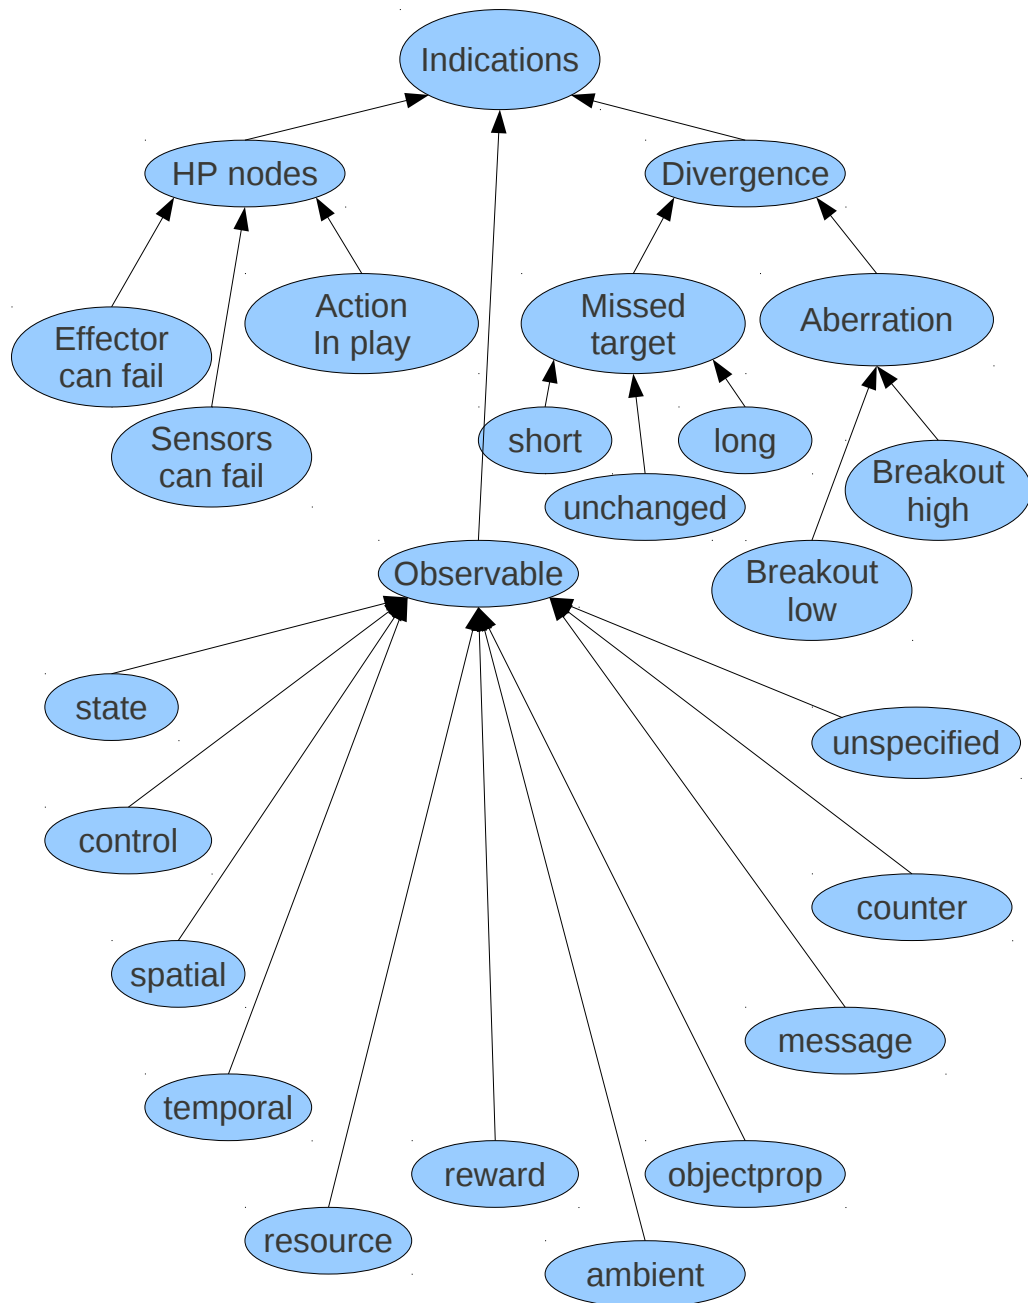 Indications
HP nodes
Divergence
Effector
can fail
Sensors
can fail
Action
In play
Missed
target
Aberration
short
unchanged
long
Breakout
high
Breakout
low
Observable
state
unspecified
control
counter
spatial
message
temporal
reward
objectprop
resource
ambient